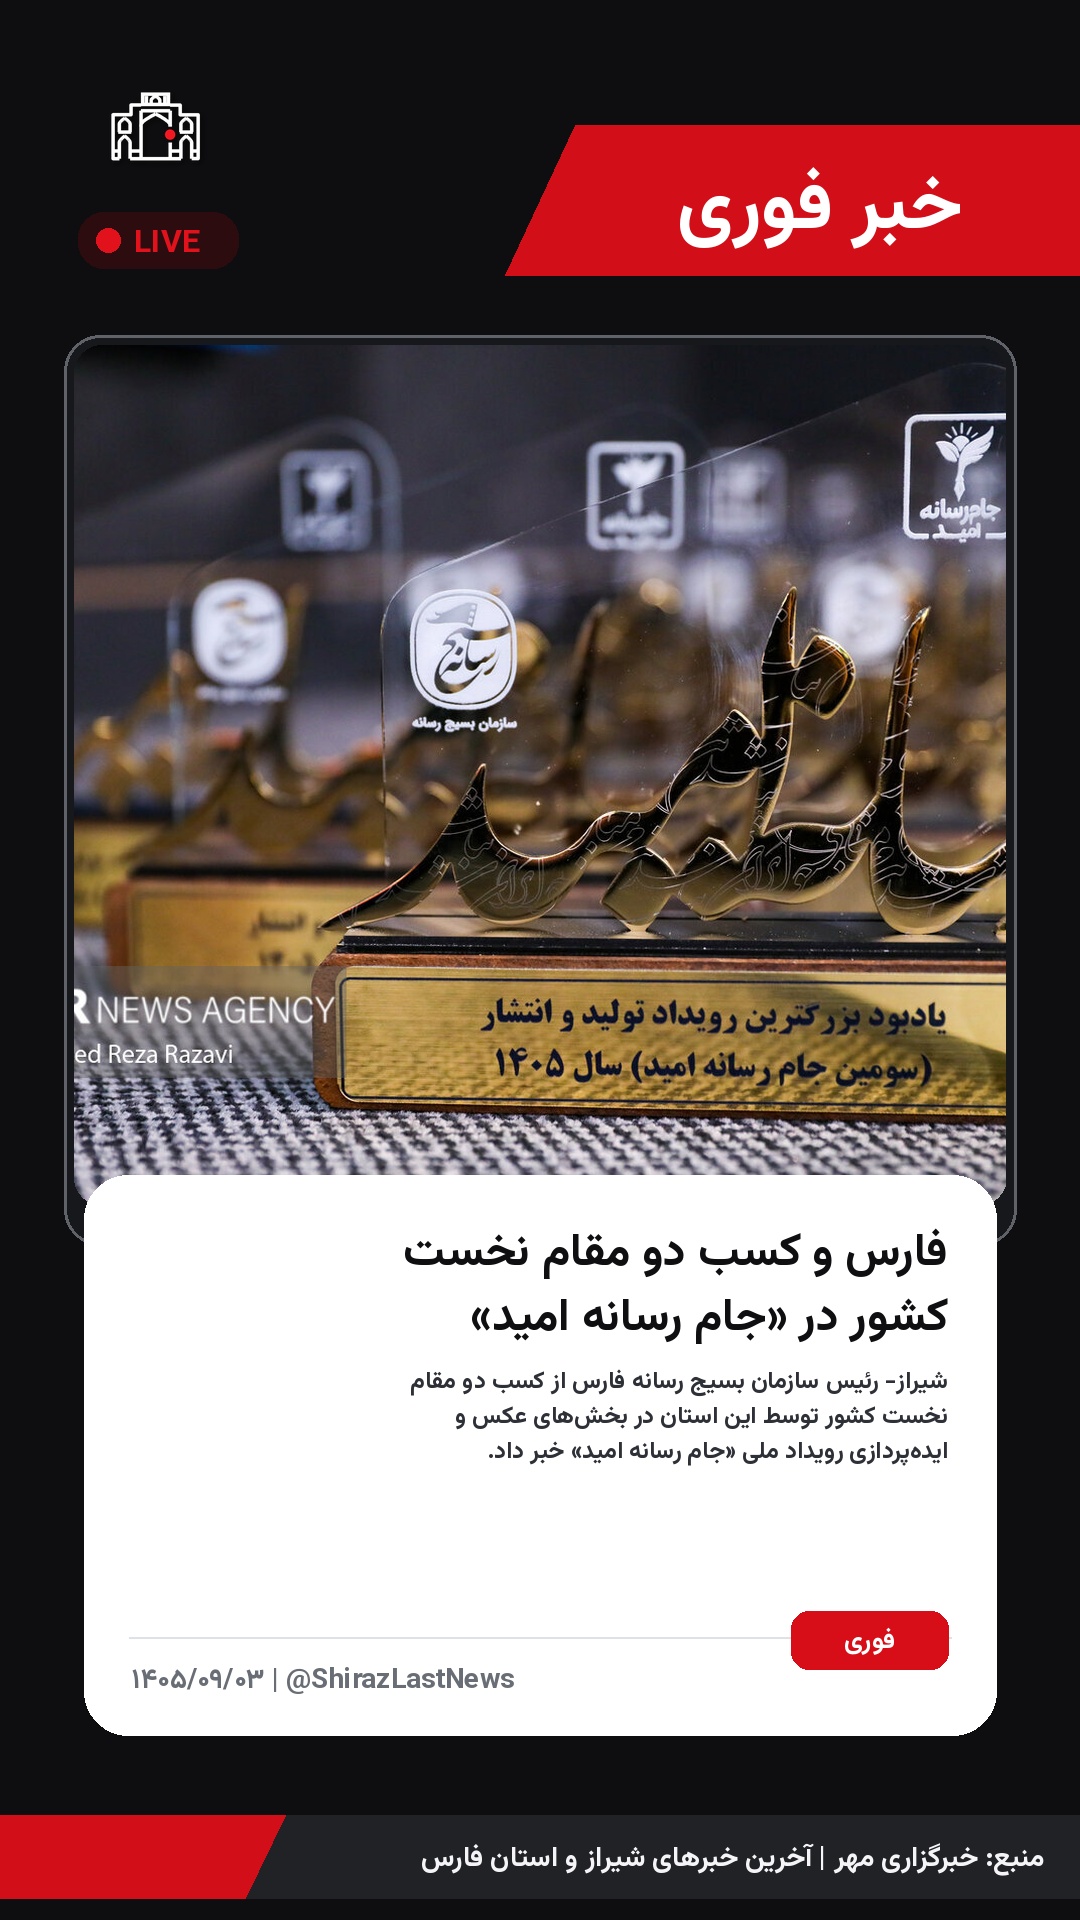 خبر فوری
LIVE
جام رسانه
امید
رسانه بسیج
سازمان بسیج رسانه
NEWS AGENCY
Reza Razavi
یادبود بزرگترین رویداد تولید و انتشار
(سومین جام رسانه امید) سال ۱۴۰۵
فارس و کسب دو مقام نخست
کشور در «جام رسانه امید»
شیراز- رئیس سازمان بسیج رسانه فارس از کسب دو مقام
نخست کشور توسط این استان در بخش‌های عکس و
ایده‌پردازی رویداد ملی «جام رسانه امید» خبر داد.
فوری
۱۴۰۵/۰۹/۰۳ | @ShirazLastNews
منبع: خبرگزاری مهر | آخرین خبرهای شیراز و استان فارس